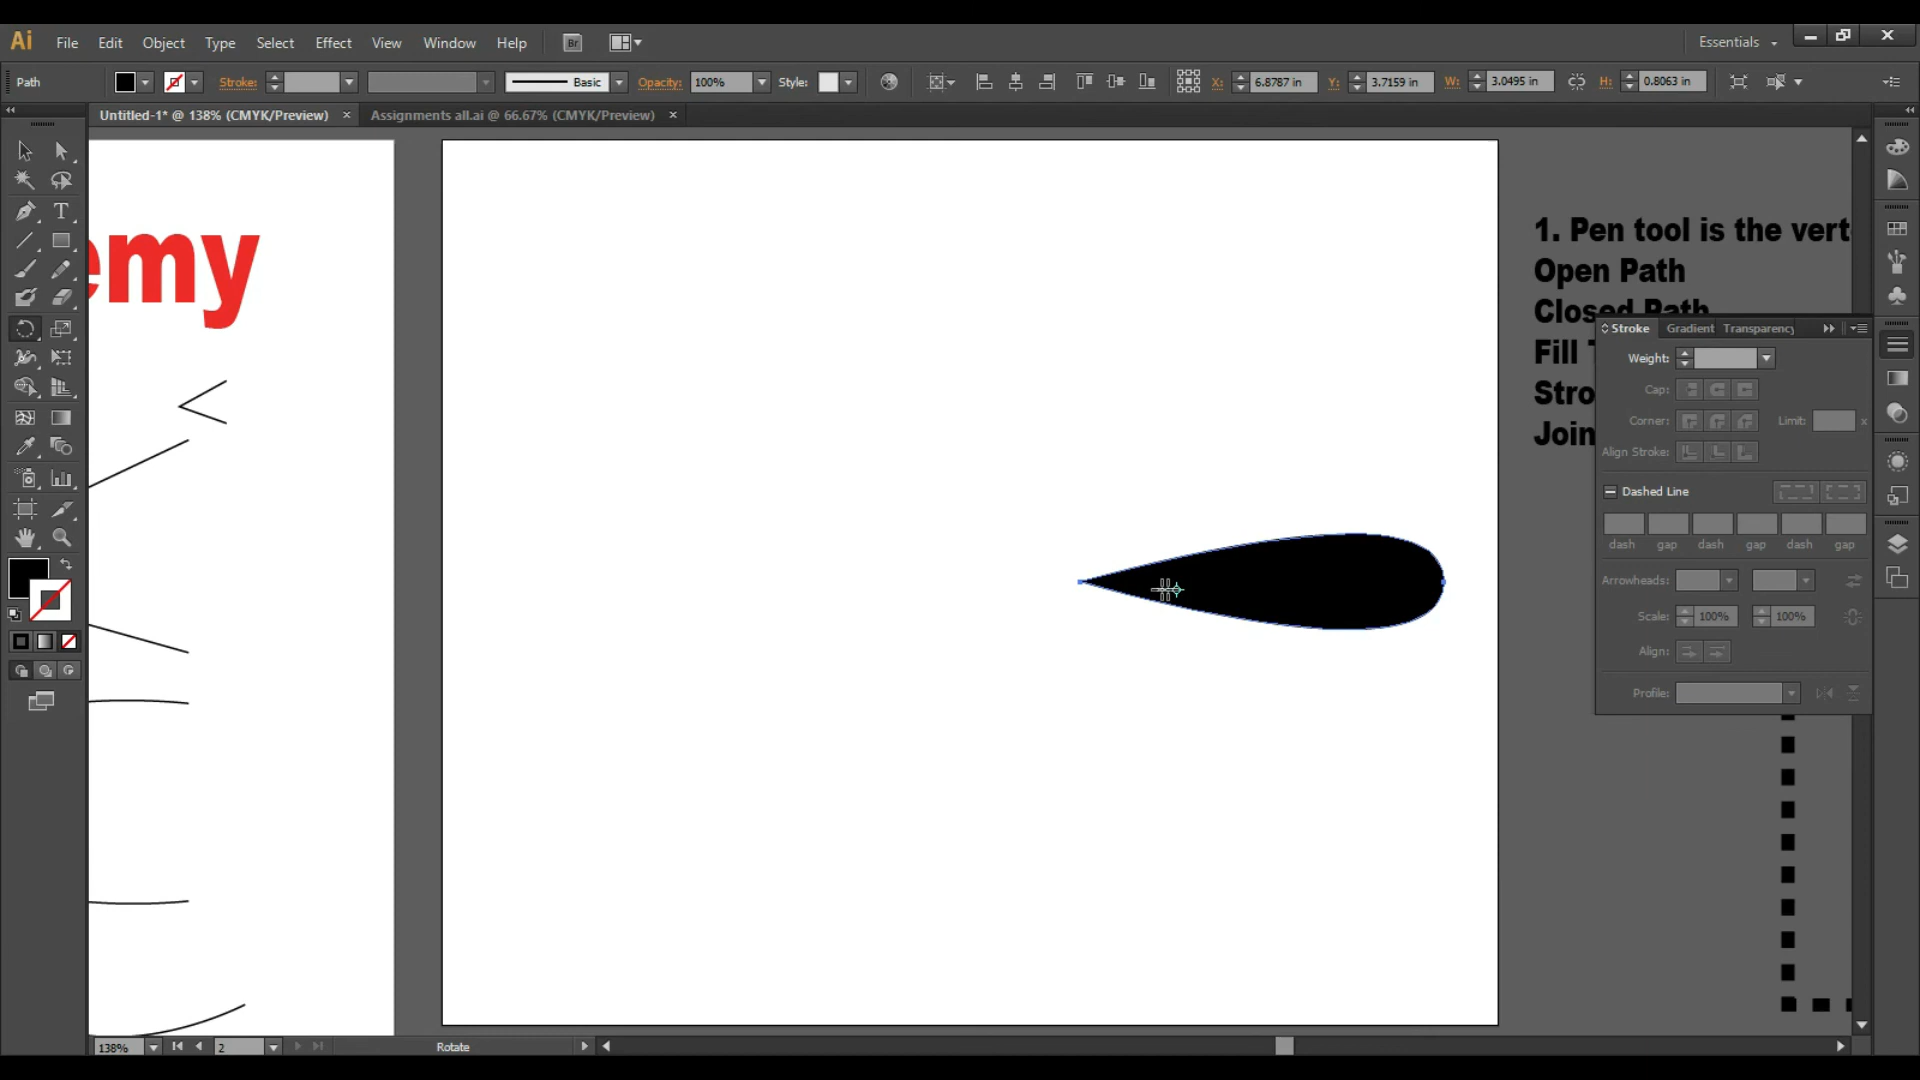 Ai File Edit Object Type Select Effect View Window Help Br Essentials
Path Stroke: Basic Opacity: 100% Style: X: 6.8787 in Y: 3.7159 in W: 3.0495 in H: 0.8063 in
Untitled-1* @ 138% (CMYK/Preview) × Assignments all.ai @ 66.67% (CMYK/Preview) ×
emy
1. Pen tool is the vert
Open Path
Closed Path
Fill T
Stro
Join
Stroke Gradient Transparency
Weight:
Cap:
Corner: Limit: x
Align Stroke:
Dashed Line
dash gap dash gap dash gap
Arrowheads:
Scale: 100% 100%
Align:
Profile:
138% 2 Rotate